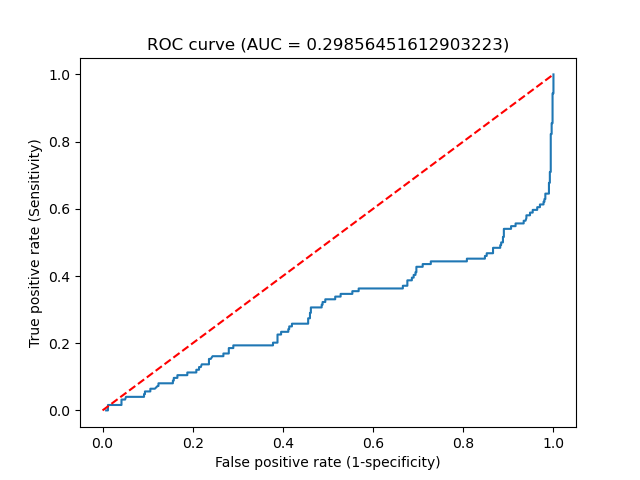 ROC curve (AUC = 0.29856451612903223)
True positive rate (Sensitivity)
1.0
0.8
0.6
0.4
0.2
0.0
0.0 0.2 0.4 0.6 0.8 1.0
False positive rate (1-specificity)